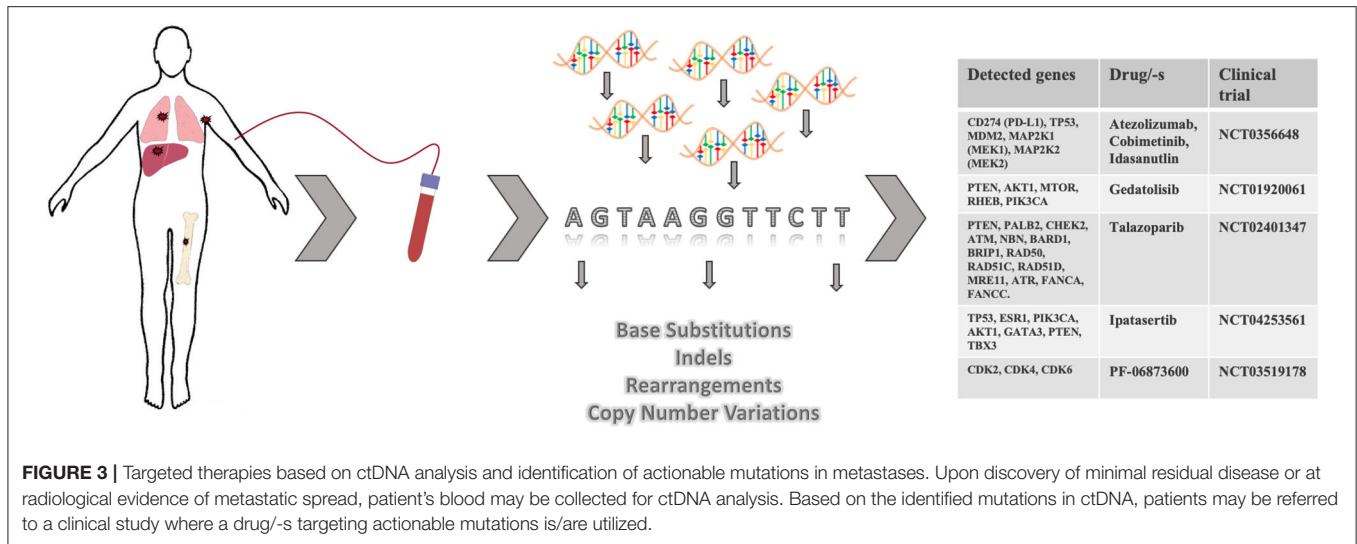 AGTAAGGTTCTT
Base Substitutions
Indels
Rearrangements
Copy Number Variations
Detected genes Drug/-s Clinical
trial
CD274 (PD-L1), TP53,
MDM2, MAP2K1
(MEK1), MAP2K2
(MEK2)
Atezolizumab,
Cobimetinib,
Idasanutlin
NCT0356648
PTEN, AKT1, MTOR,
RHEB, PIK3CA
Gedatolisib
NCT01920061
PTEN, PALB2, CHEK2,
ATM, NBN, BARD1,
BRIP1, RAD50,
RAD51C, RAD51D,
MRE11, ATR, FANCA,
FANCC.
Talazoparib
NCT02401347
TP53, ESR1, PIK3CA,
AKT1, GATA3, PTEN,
TBX3
Ipatasertib
NCT04253561
CDK2, CDK4, CDK6
PF-06873600
NCT03519178
FIGURE 3 | Targeted therapies based on ctDNA analysis and identification of actionable mutations in metastases. Upon discovery of minimal residual disease or at
radiological evidence of metastatic spread, patient's blood may be collected for ctDNA analysis. Based on the identified mutations in ctDNA, patients may be referred
to a clinical study where a drug/-s targeting actionable mutations is/are utilized.